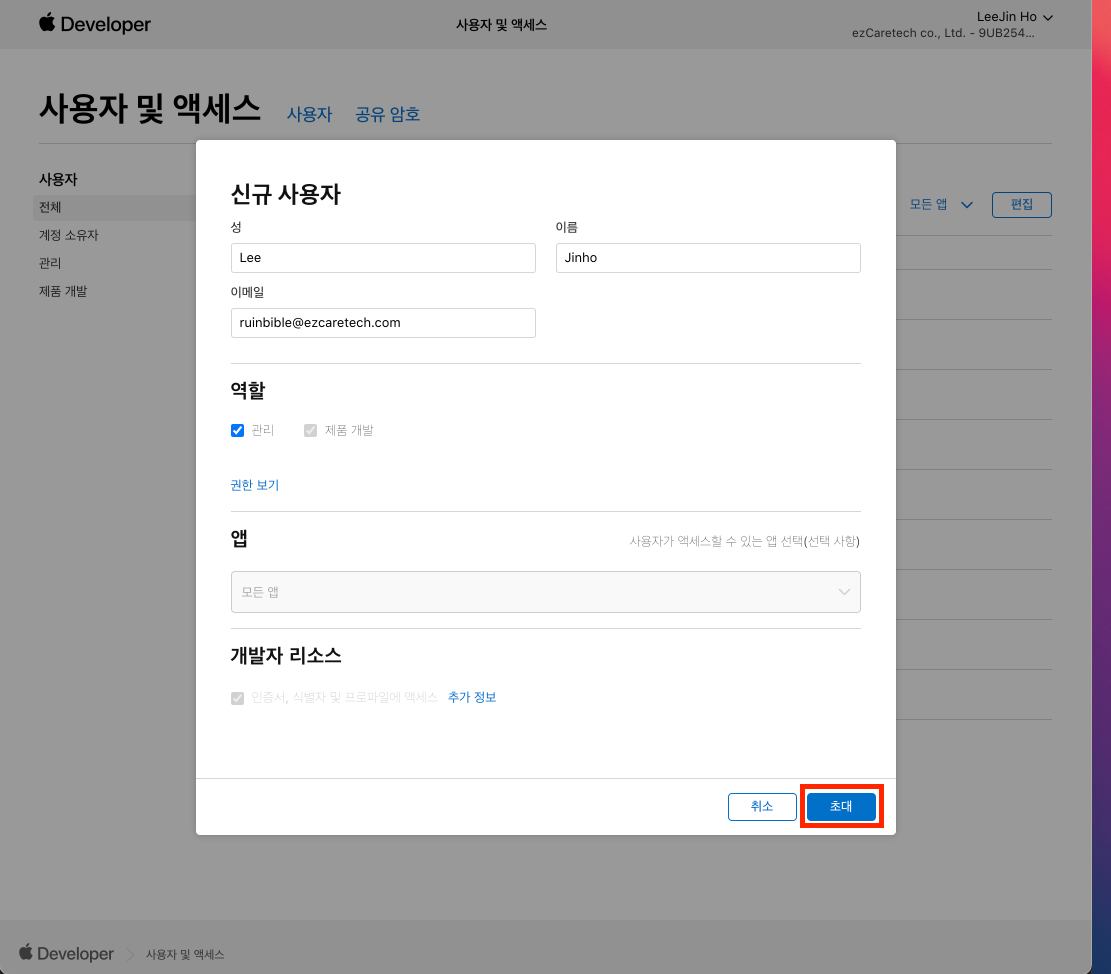 Developer
사용자 및 액세스
LeeJin Ho
ezCaretech co., Ltd. - 9UB254...
사용자 및 액세스
사용자
공유 암호
사용자
전체
계정 소유자
관리
제품 개발
모든 앱
편집
신규 사용자
성
이름
Lee
Jinho
이메일
ruinbible@ezcaretech.com
역할
관리
제품 개발
권한 보기
앱
사용자가 액세스할 수 있는 앱 선택(선택 사항)
모든 앱
개발자 리소스
인증서, 식별자 및 프로파일에 액세스 추가 정보
취소
초대
Developer
사용자 및 액세스